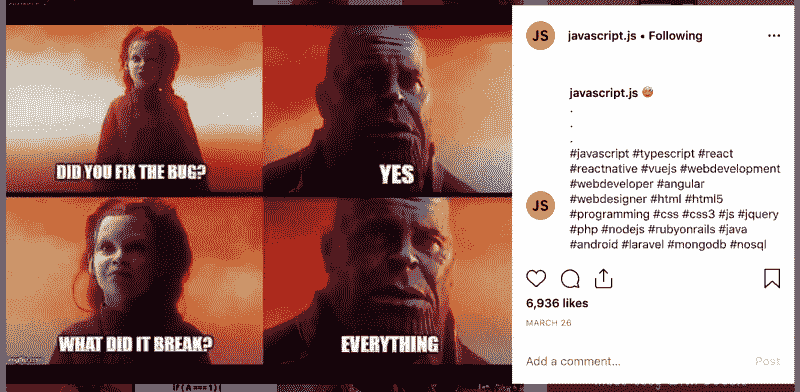 DID YOU FIX THE BUG?
YES
WHAT DID IT BREAK?
EVERYTHING
JS
javascript.js • Following
javascript.js
.
.
.
#javascript #typescript #react
#reactnative #vuejs #webdevelopment
#webdeveloper #angular
#webdesigner #html #html5
#programming #css #css3 #js #jquery
#php #nodejs #rubyonrails #java
#android #laravel #mongodb #nosql
JS
6,936 likes
MARCH 26
Add a comment...
Post